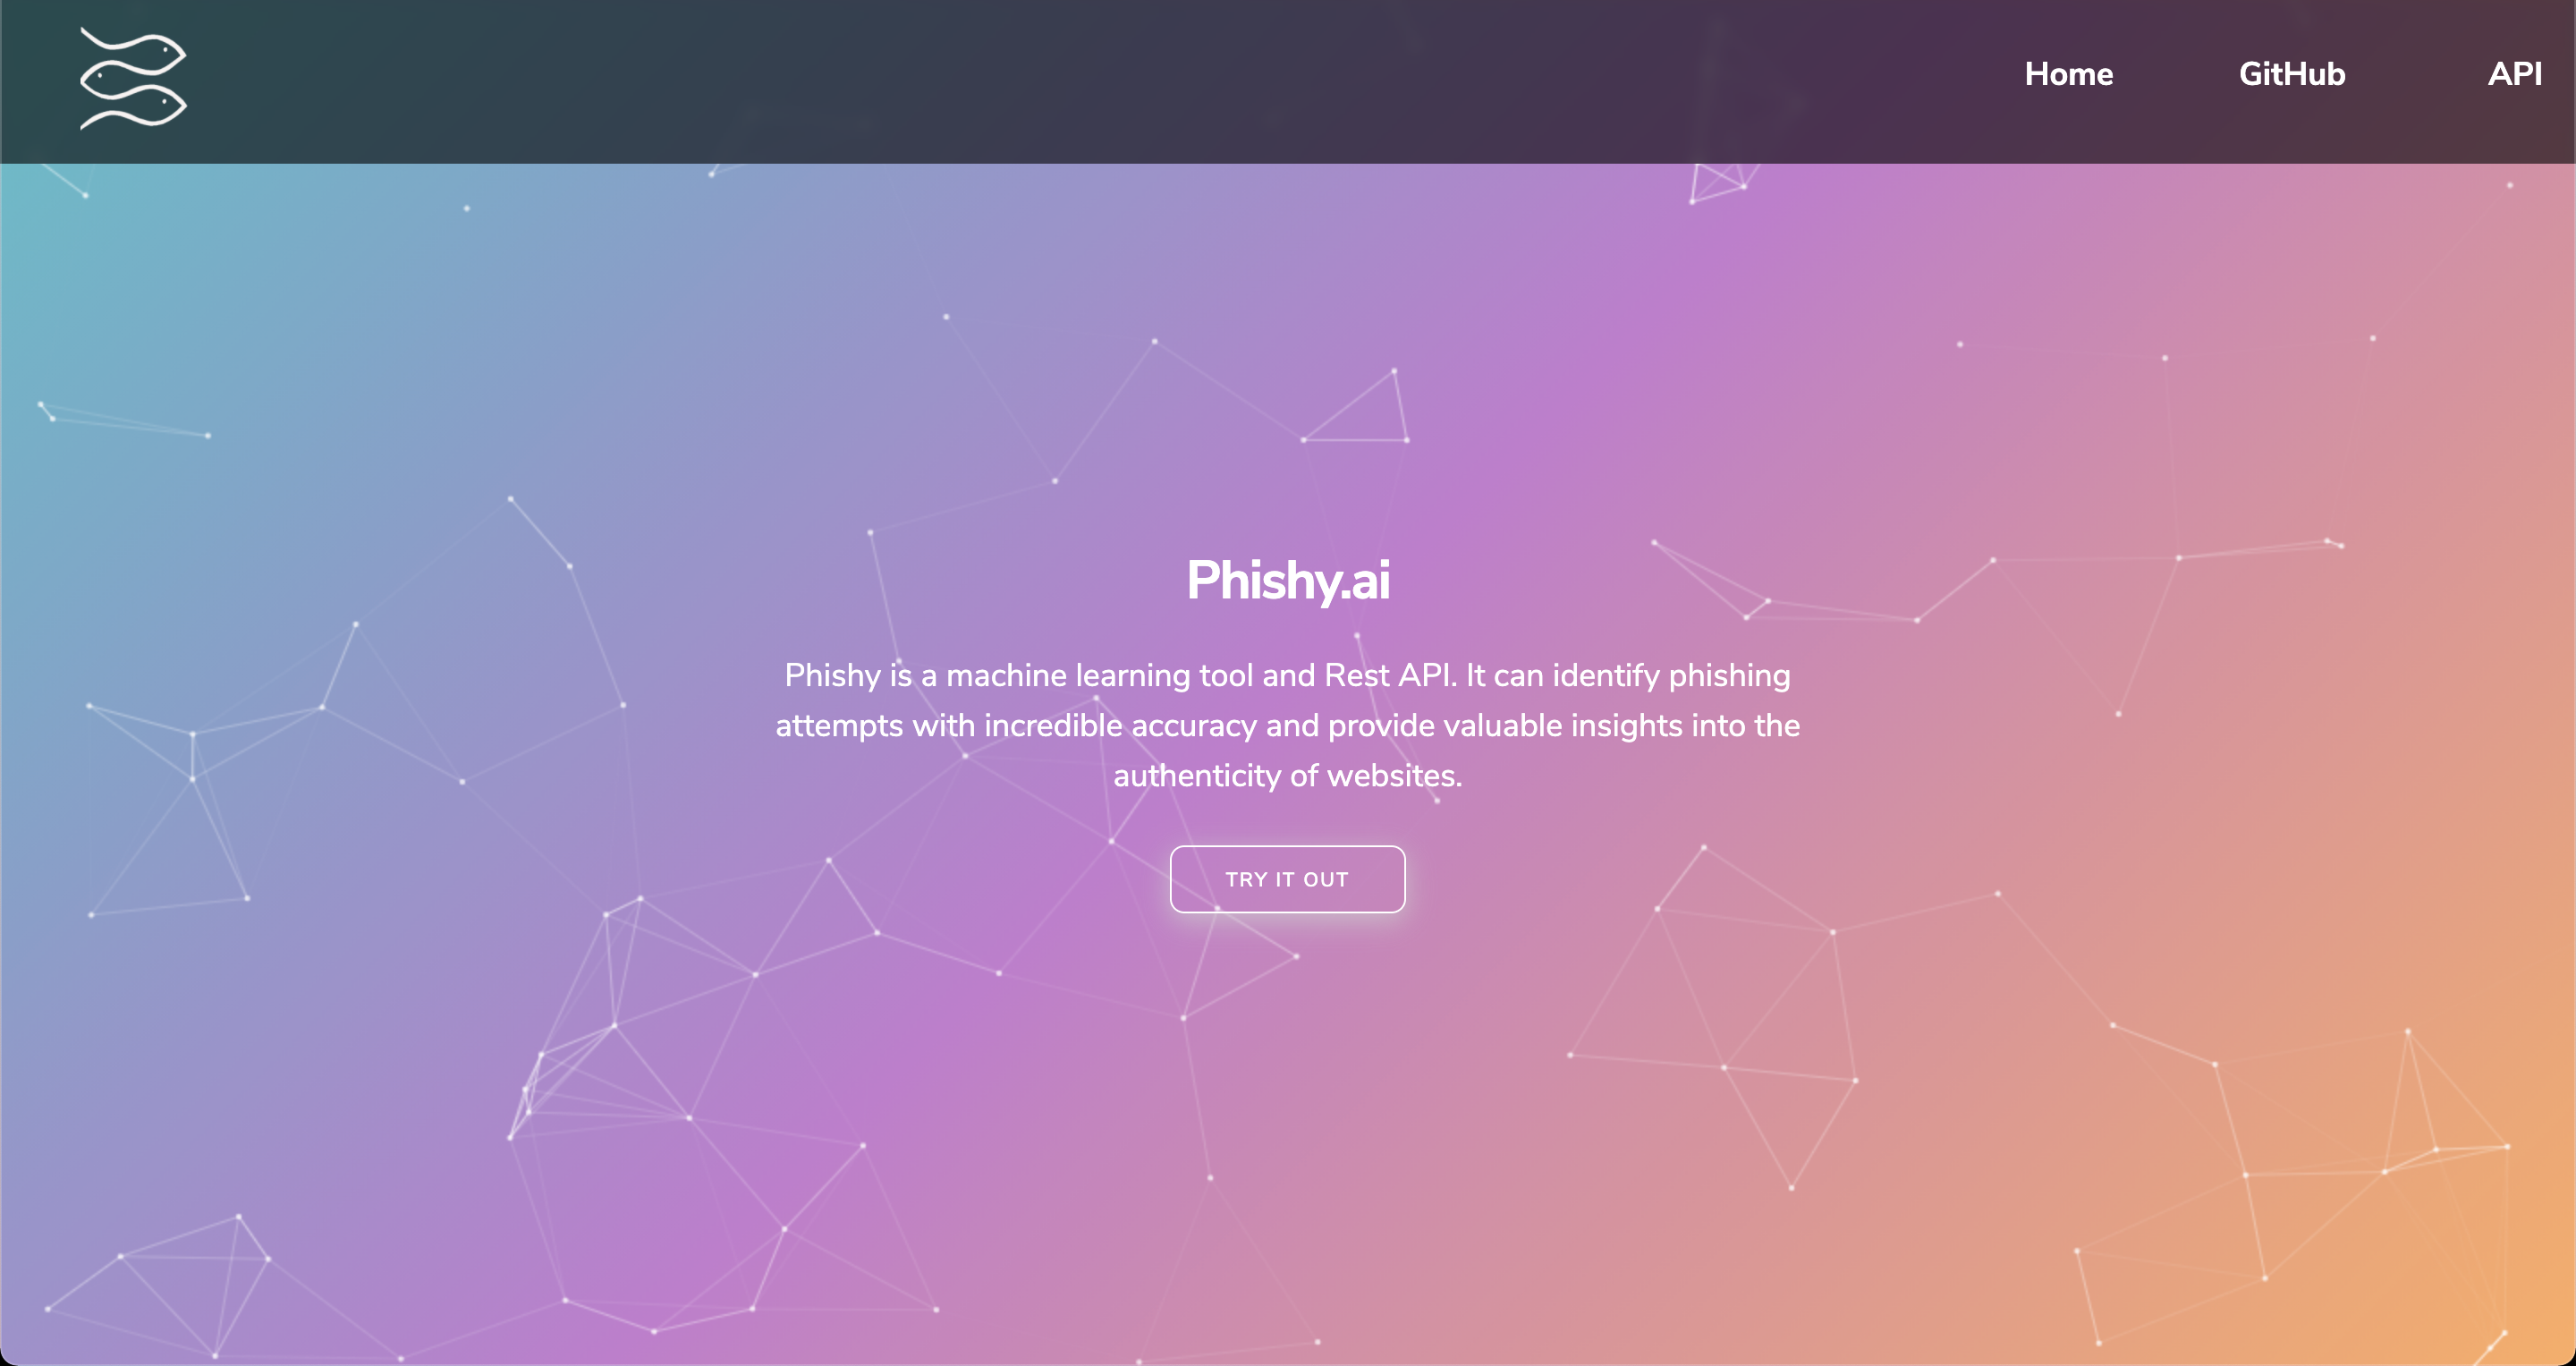 Home GitHub API
Phishy.ai
Phishy is a machine learning tool and Rest API. It can identify phishing
attempts with incredible accuracy and provide valuable insights into the
authenticity of websites.
TRY IT OUT